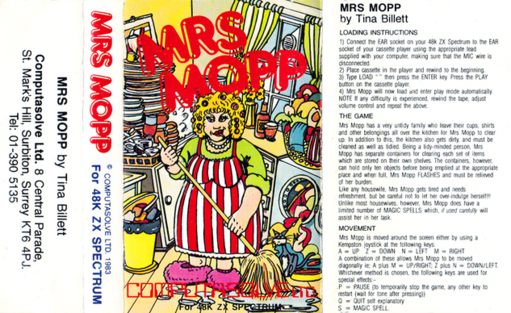 MRS MOPP by Tina Billett
Computasolve Ltd. 8 Central Parade,
St. Mark's Hill, Surbiton, Surrey KT6 4PJ.
Tel: 01-390 5135
MRS MOPP
© COMPUTASOLVE LTD. 1983
For 48K ZX SPECTRUM
MRS
MOPP
COMPUTASOLVE LTD.
For 48K ZX SPECTRUM
MRS MOPP
by Tina Billett
LOADING INSTRUCTIONS
1) Connect the EAR socket on your 48k ZX Spectrum to the EAR
socket of your cassette player using the appropriate lead
supplied with your computer, making sure that the MIC wire is
disconnected.
2) Place cassette in the player and rewind to the beginning.
3) Type LOAD " " then press the ENTER key. Press the PLAY
button on the cassette player.
4) Mrs Mopp will now load and enter play mode automatically.
NOTE If any difficulty is experienced, rewind the tape, adjust
volume control and repeat the above.
THE GAME
Mrs Mopp has a very untidy family who leave their cups, shirts
and other belongings all over the kitchen for Mrs Mopp to clear
up. In addition to this, the kitchen also gets dirty, and must be
cleaned as well as tidied. Being a tidy-minded person, Mrs
Mopp has separate containers for clearing each set of items
which are stored on their own shelves. The containers, however,
can hold only ten objects before being emptied at the appropriate
place and when full, Mrs Mopp FLASHES and must be relieved
of her burden.
Like any housewife, Mrs Mopp gets tired and needs
refreshment, but be careful not to let her over-indulge herself!!!
Unlike most housewives, however, Mrs Mopp does have a
limited number of MAGIC SPELLS which, if used carefully will
assist her in her task.
MOVEMENT
Mrs Mopp is moved around the screen either by using a
Kempston joystick at the following keys:
A = UP Z = DOWN N = LEFT M = RIGHT
A combination of these allows Mrs Mopp to be moved
diagonally ie; A plus M = UP/RIGHT; Z plus N = DOWN/LEFT.
Whichever method is chosen, the following keys are used for
special effects:-
P = PAUSE (to temporarily stop the game, any other key to
restart (wait for tone after pressing))
Q = QUIT self explanatory
S = MAGIC SPELL.